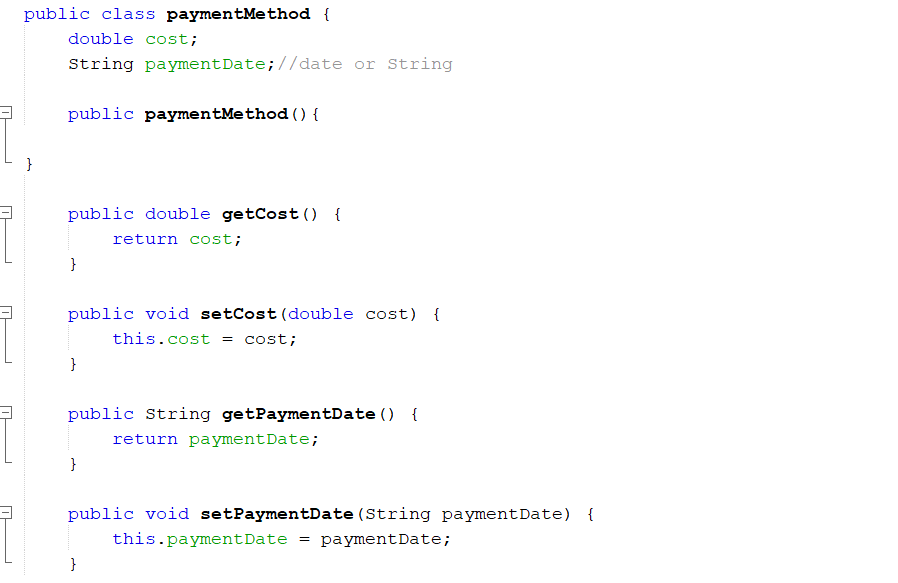 public class paymentMethod {
double cost;
String paymentDate;//date or String
public paymentMethod(){
}
public double getCost() {
return cost;
}
public void setCost(double cost) {
this.cost = cost;
}
public String getPaymentDate() {
return paymentDate;
}
public void setPaymentDate(String paymentDate) {
this.paymentDate = paymentDate;
}